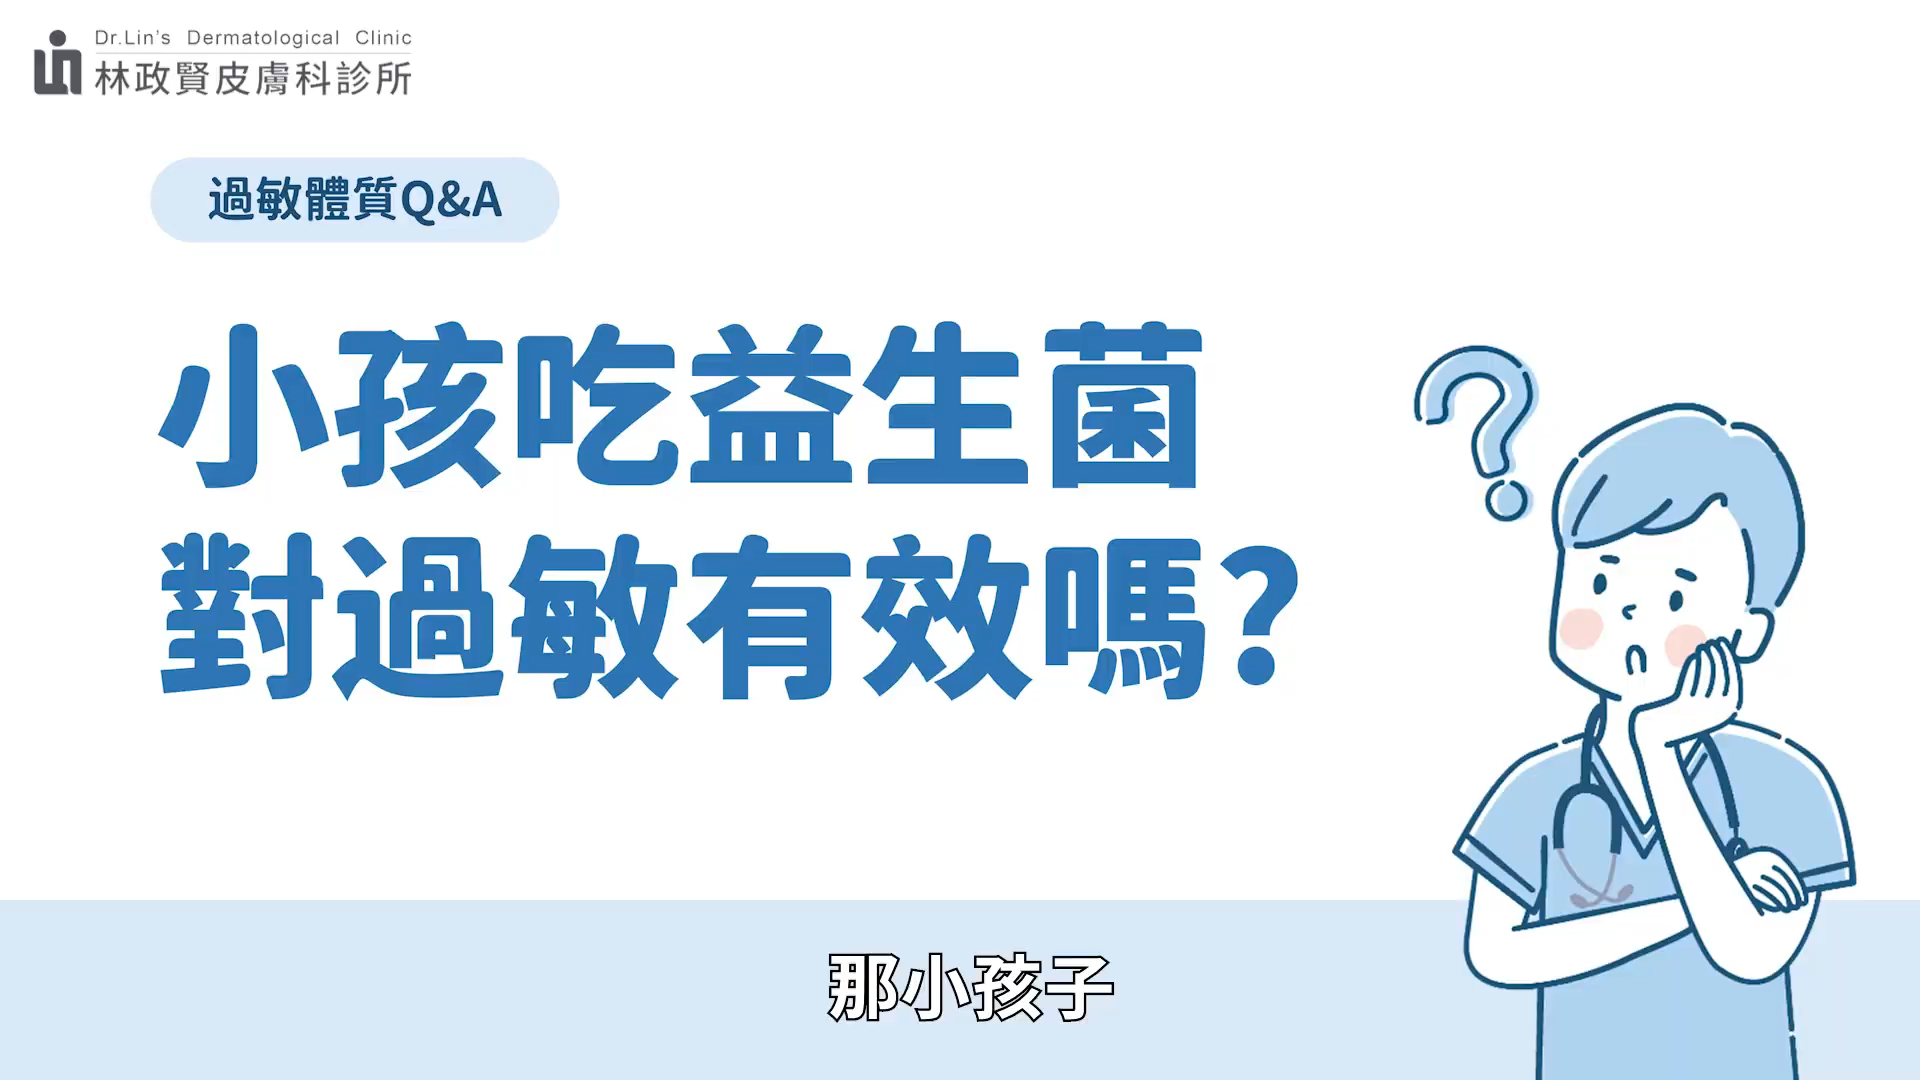 Dr.Lin's Dermatological Clinic
林政賢皮膚科診所
過敏體質Q&A
小孩吃益生菌
對過敏有效嗎?
那小孩子